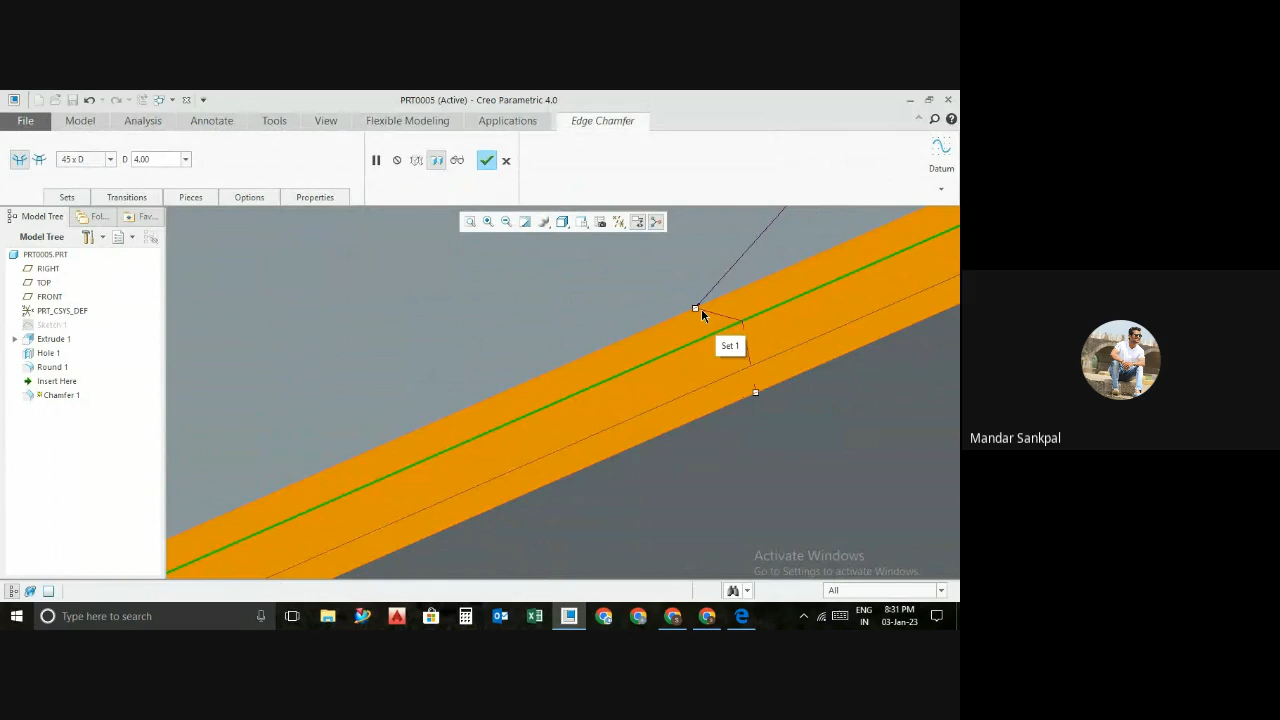 PRT0005 (Active) - Creo Parametric 4.0
File Model Analysis Annotate Tools View Flexible Modeling Applications Edge Chamfer
45 x D D 4.00
Datum
Sets Transitions Pieces Options Properties
Model Tree Fol... Fav...
Model Tree
PRT0005.PRT
RIGHT
TOP
FRONT
PRT_CSYS_DEF
Sketch 1
Extrude 1
Hole 1
Round 1
Insert Here
Chamfer 1
Set 1
Mandar Sankpal
Activate Windows
Go to Settings to activate Windows.
All
Type here to search
ENG 8:31 PM
IN 03-Jan-23